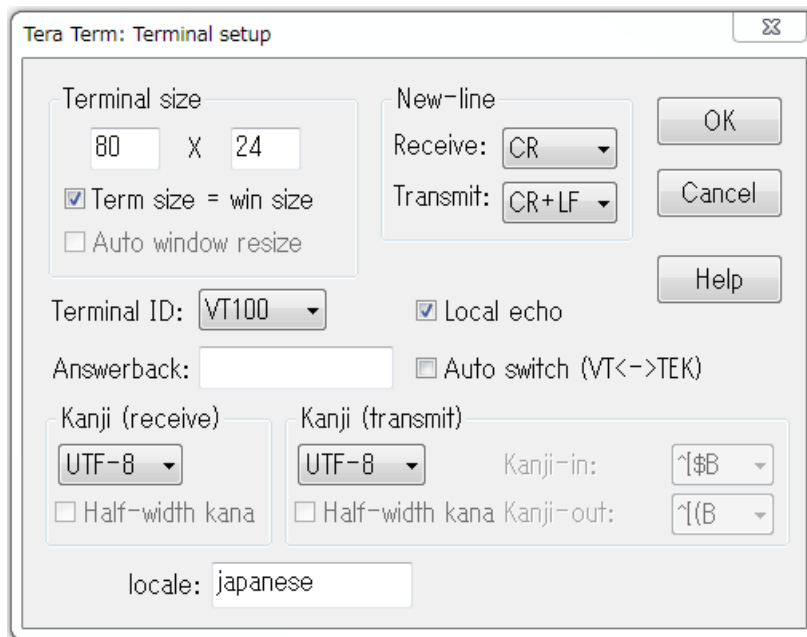 Tera Term: Terminal setup
Terminal size
80 X 24
Term size = win size
Auto window resize
New-line
Receive: CR
Transmit: CR+LF
OK
Cancel
Help
Terminal ID: VT100
Local echo
Answerback:
Auto switch (VT<->TEK)
Kanji (receive)
UTF-8
Half-width kana
Kanji (transmit)
UTF-8
Half-width kana
Kanji-in: ^[$B
Kanji-out: ^[(B
locale: japanese